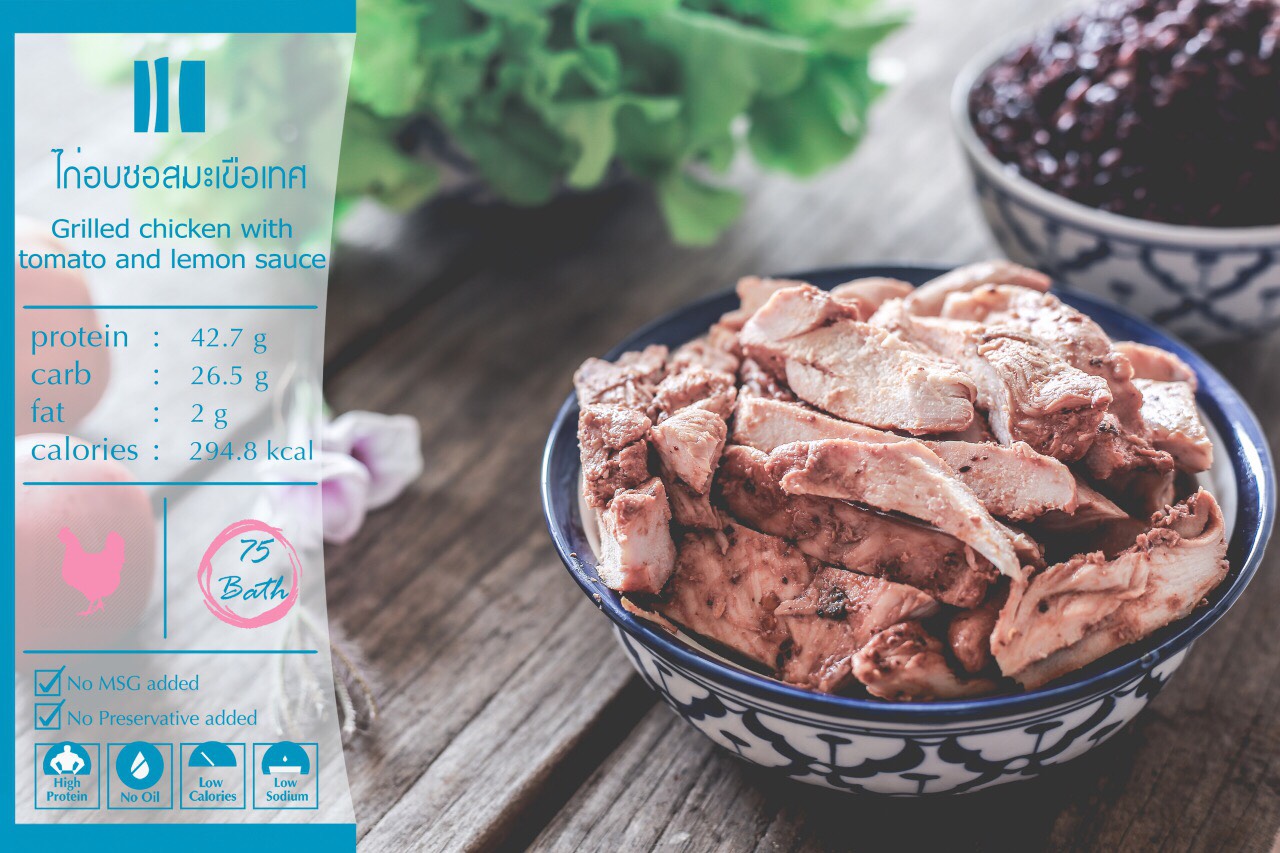 ไก่อบซอสมะเขือเทศ
Grilled chicken with
tomato and lemon sauce
protein : 42.7 g
carb : 26.5 g
fat : 2 g
calories : 294.8 kcal
75
Bath
No MSG added
No Preservative added
High
Protein
No Oil
Low
Calories
Low
Sodium